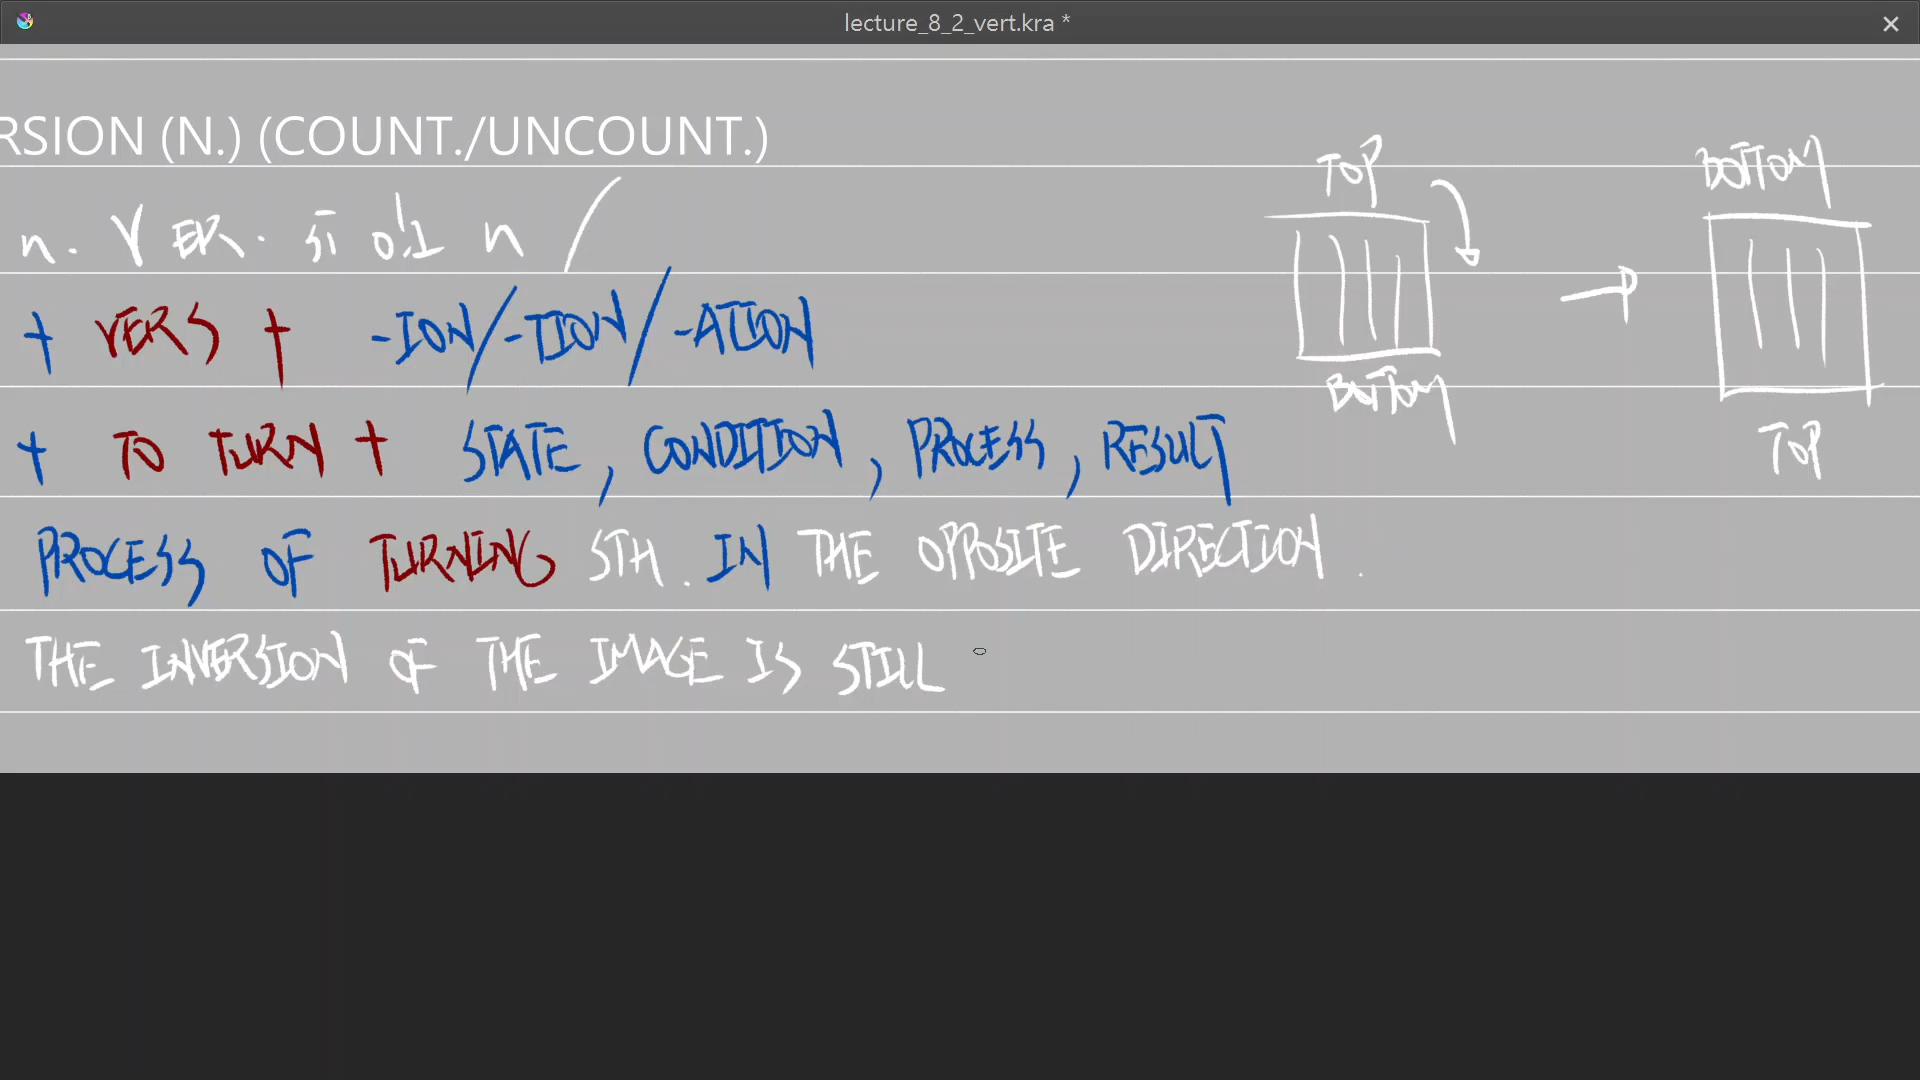 lecture_8_2_vert.kra *
RSION (N.) (COUNT./UNCOUNT.)
TOP
BOTTOM
+ VERS + -ION/-TION/-ATION
BOTTOM
+ TO TURN + STATE, CONDITION, PROCESS, RESULT
TOP
PROCESS OF TURNING STH. IN THE OPPOSITE DIRECTION.
THE INVERSION OF THE IMAGE IS STILL